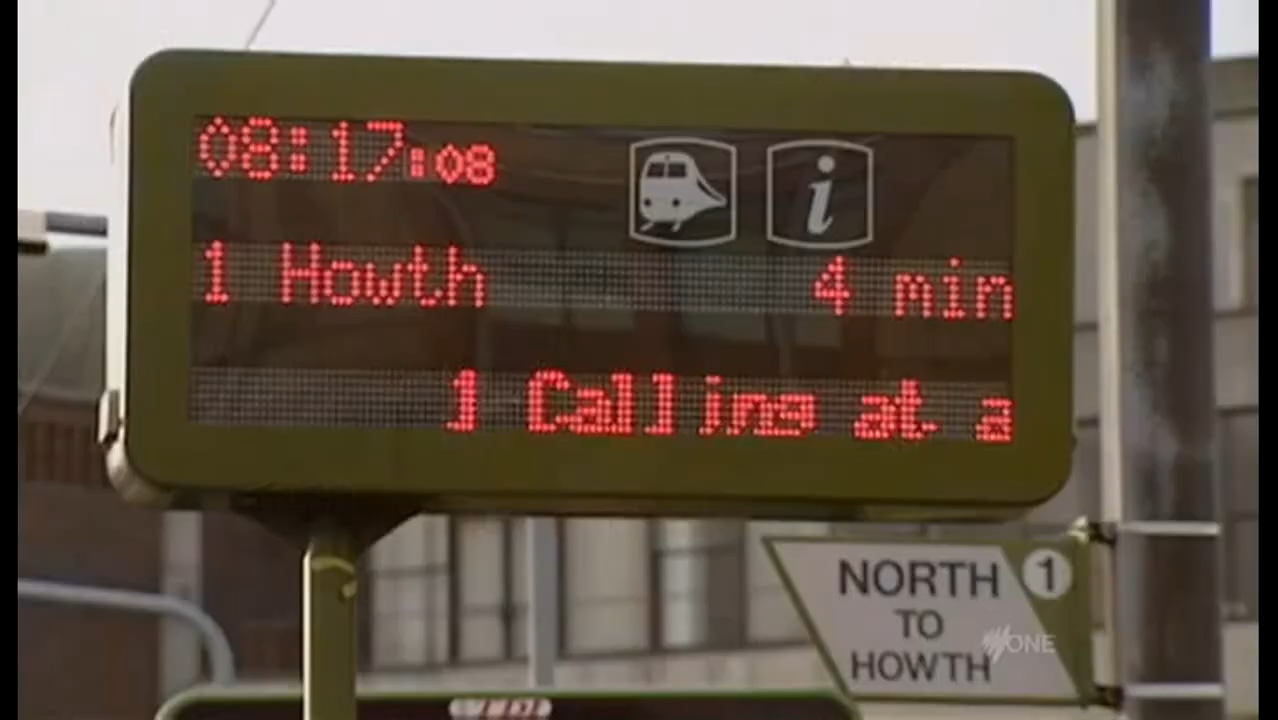 08:17:08
i
1 Howth 4 min
1 Calling at a
NORTH 1
TO
HOWTH
ONE